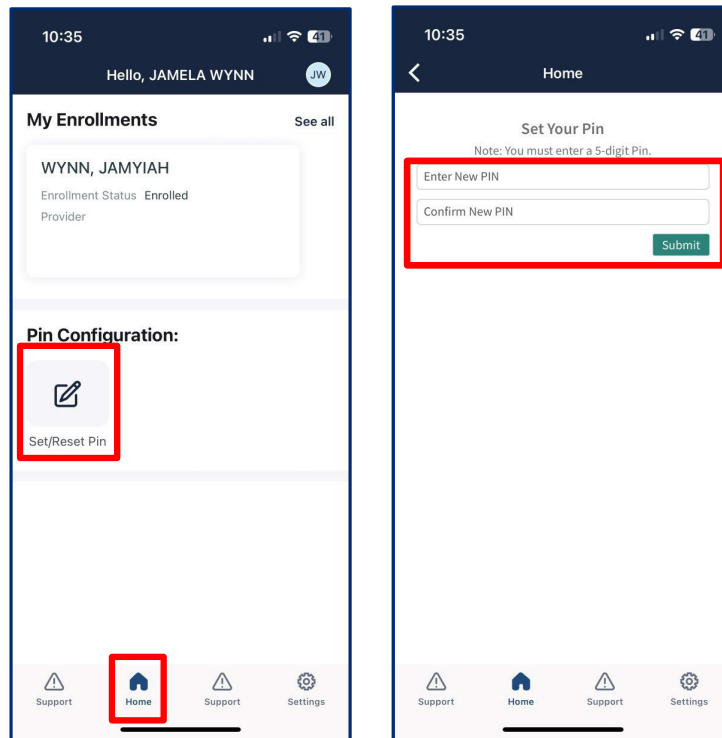 10:35
41
Hello, JAMELA WYNN
JW
My Enrollments
See all
WYNN, JAMYIAH
Enrollment Status Enrolled
Provider
Pin Configuration:
Set/Reset Pin
Support
Home
Support
Settings
10:35
41
Home
Set Your Pin
Note: You must enter a 5-digit Pin.
Enter New PIN
Confirm New PIN
Submit
Support
Home
Support
Settings